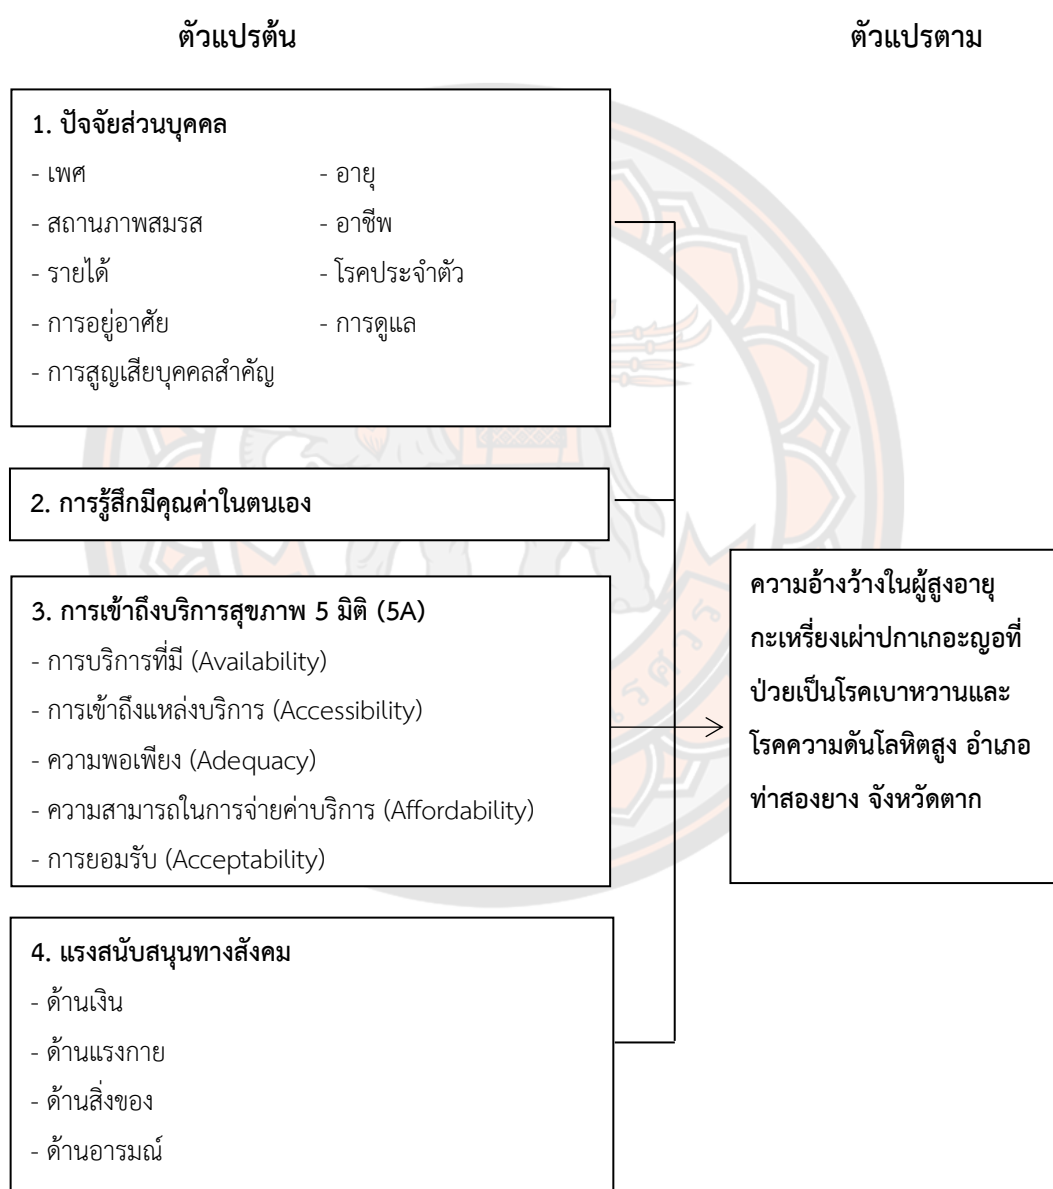 ตัวแปรต้น
ตัวแปรตาม
1. ปัจจัยส่วนบุคคล
- เพศ - อายุ
- สถานภาพสมรส - อาชีพ
- รายได้ - โรคประจำตัว
- การอยู่อาศัย - การดูแล
- การสูญเสียบุคคลสำคัญ
2. การรู้สึกมีคุณค่าในตนเอง
3. การเข้าถึงบริการสุขภาพ 5 มิติ (5A)
- การบริการที่มี (Availability)
- การเข้าถึงแหล่งบริการ (Accessibility)
- ความพอเพียง (Adequacy)
- ความสามารถในการจ่ายค่าบริการ (Affordability)
- การยอมรับ (Acceptability)
4. แรงสนับสนุนทางสังคม
- ด้านเงิน
- ด้านแรงกาย
- ด้านสิ่งของ
- ด้านอารมณ์
ความอ้างว้างในผู้สูงอายุ
กะเหรี่ยงเผ่าปกาเกอะญอที่
ป่วยเป็นโรคเบาหวานและ
โรคความดันโลหิตสูง อำเภอ
ท่าสองยาง จังหวัดตาก